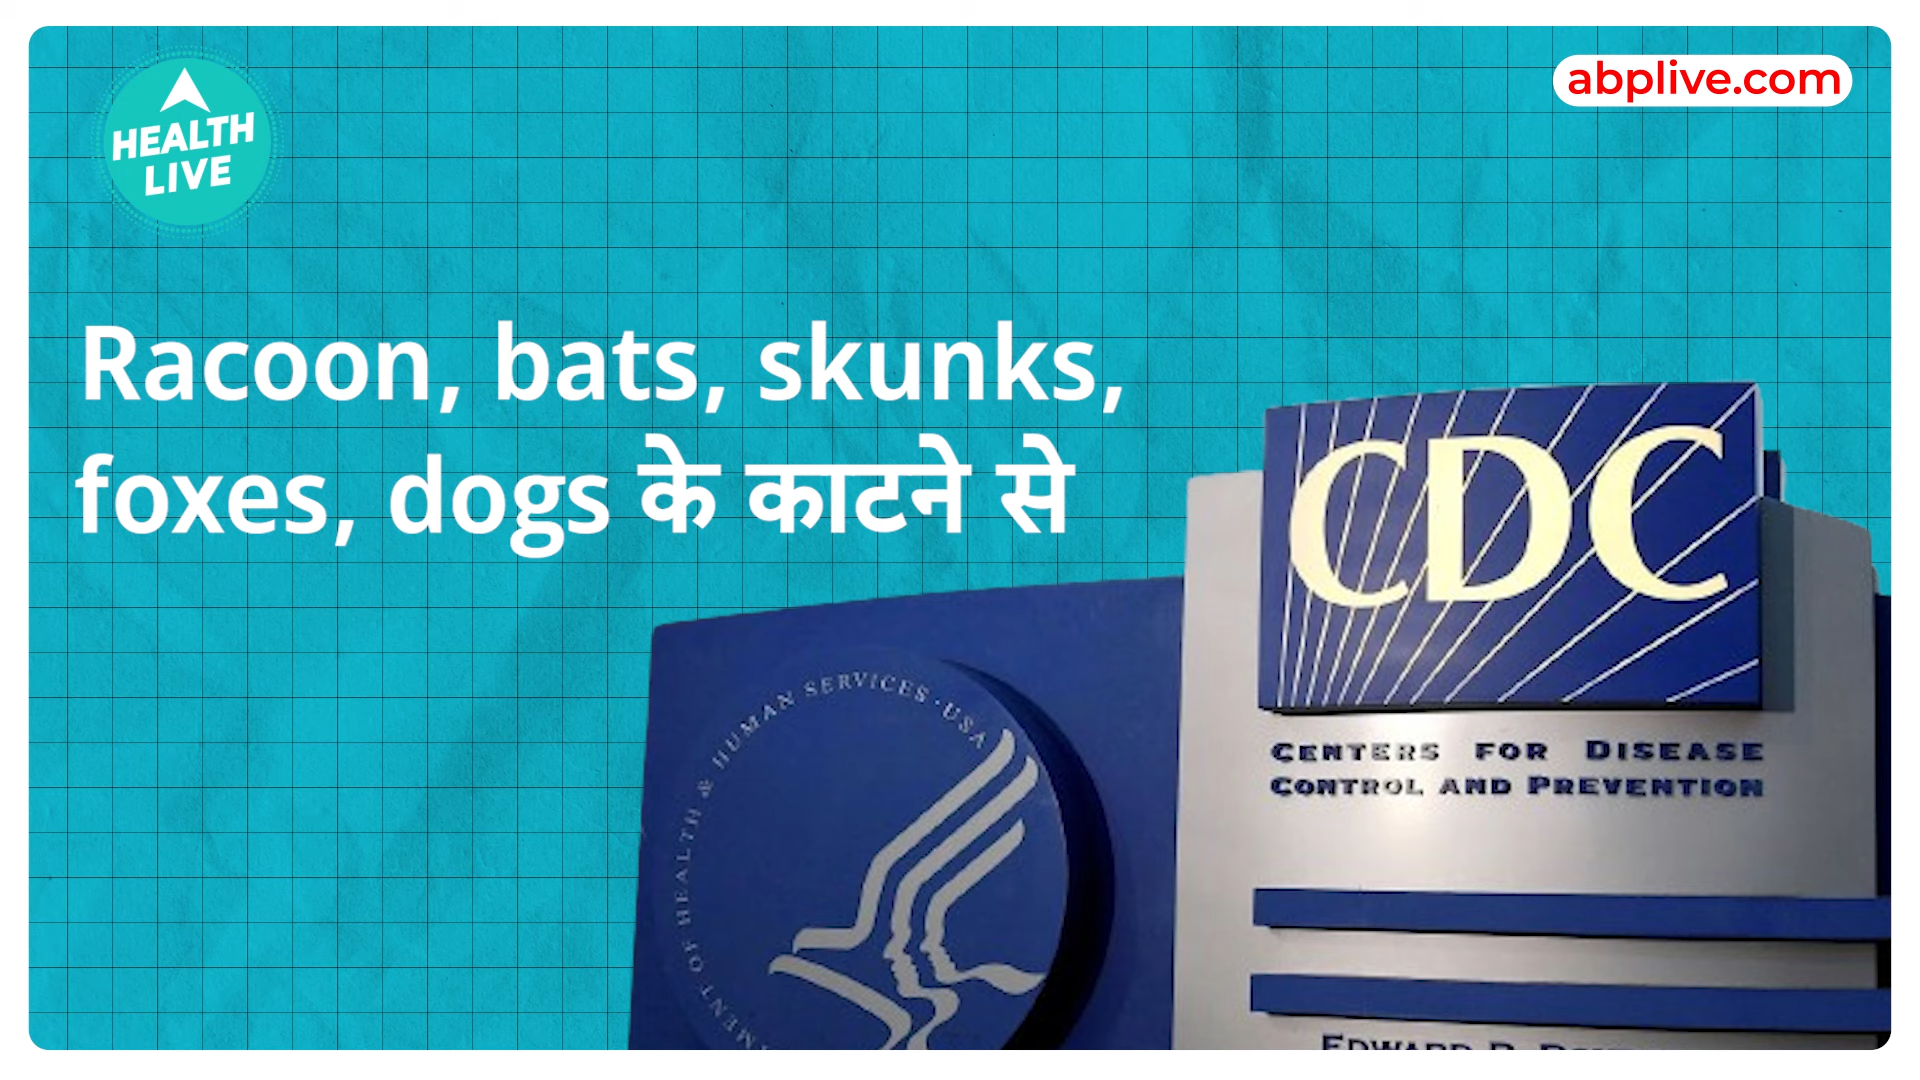 HEALTH
LIVE
abplive.com
Racoon, bats, skunks,
foxes, dogs के काटने से
CDC
CENTERS FOR DISEASE
CONTROL AND PREVENTION
OF HEALTH & HUMAN SERVICES · USA
EDWARD R.